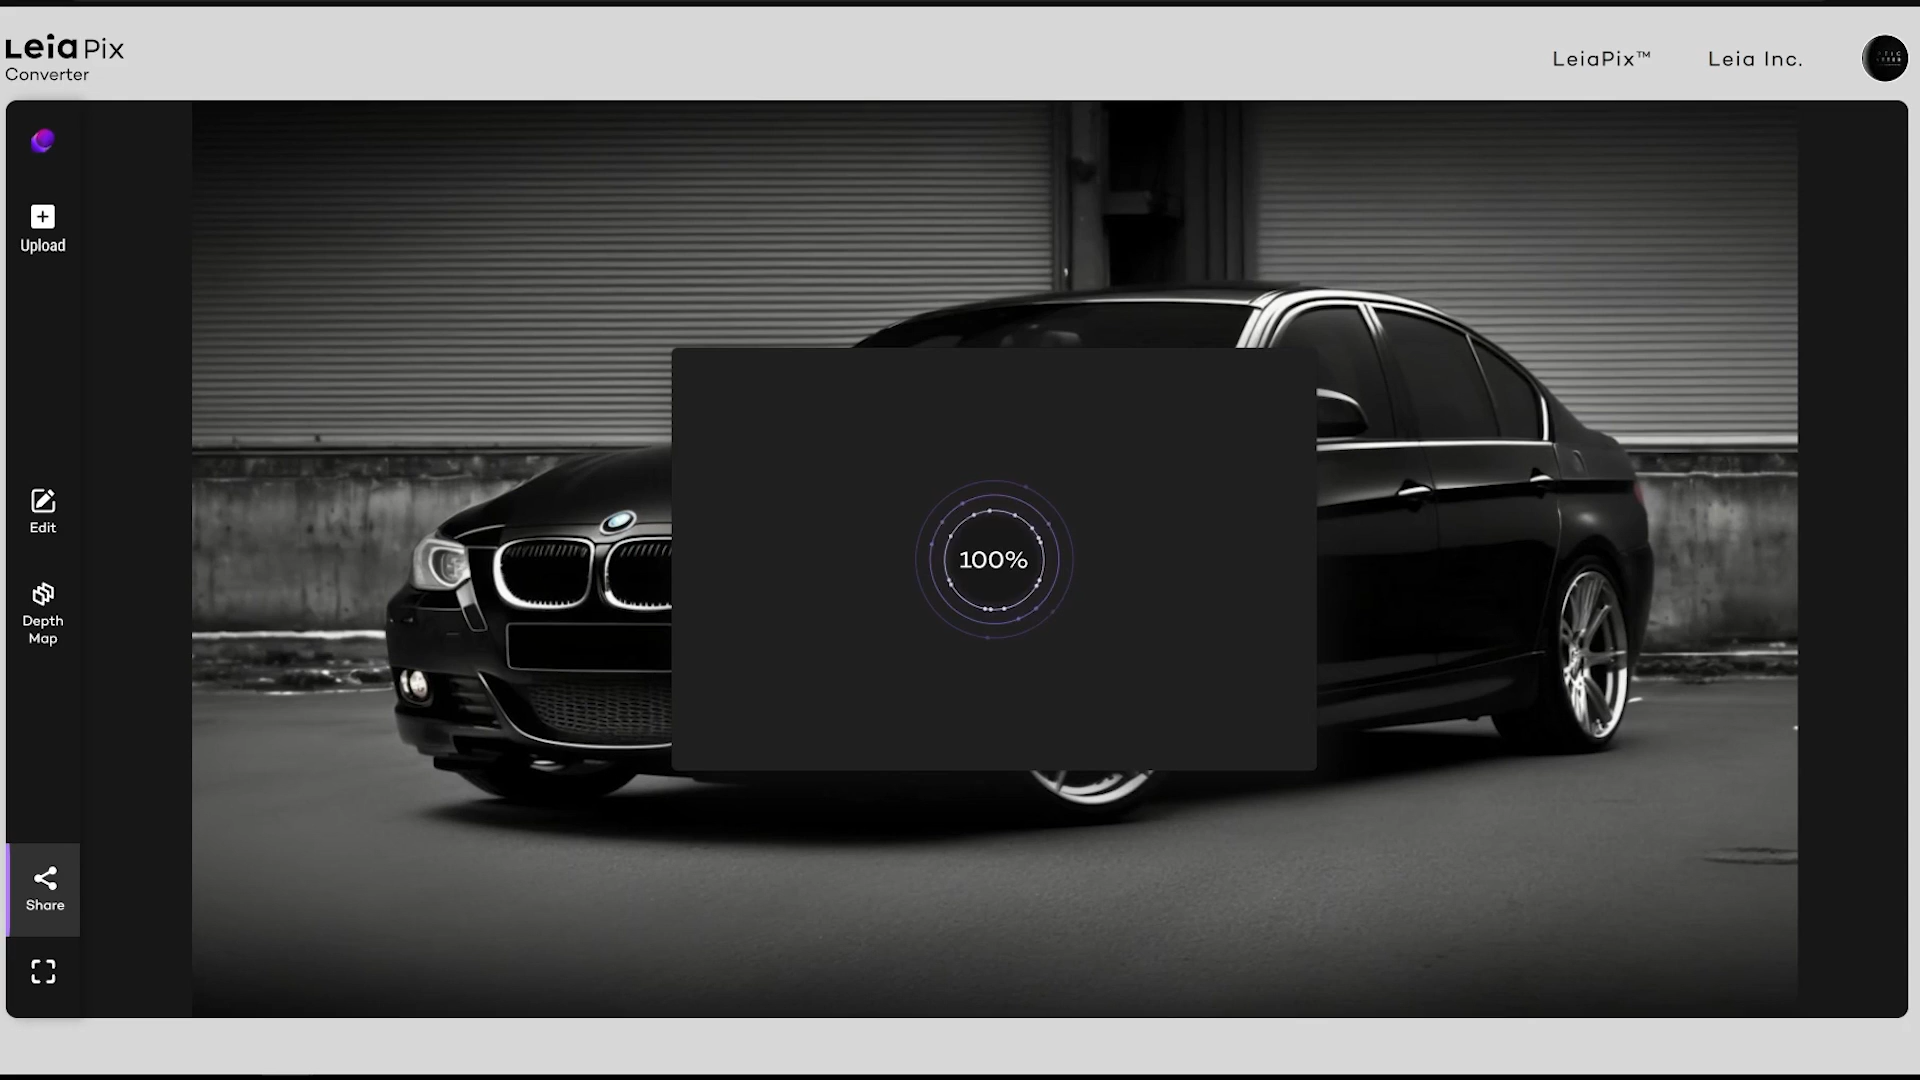 Leia Pix
Converter
LeiaPix™
Leia Inc.
Upload
Edit
Depth
Map
Share
100%